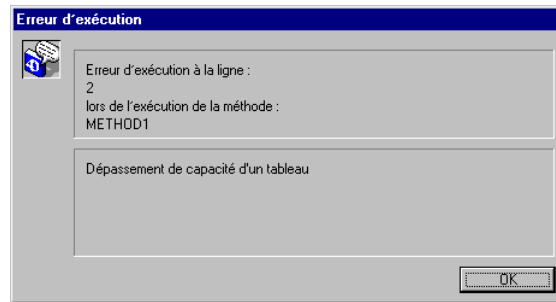 Erreur d'exécution
Erreur d'exécution à la ligne :
2
lors de l'exécution de la méthode :
METHOD1
Dépassement de capacité d'un tableau
OK